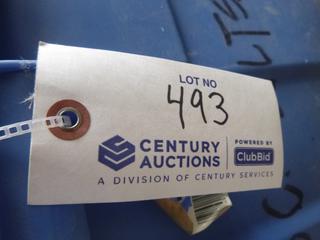 LOT NO
493
CENTURY AUCTIONS
POWERED BY
ClubBid
A DIVISION OF CENTURY SERVICES